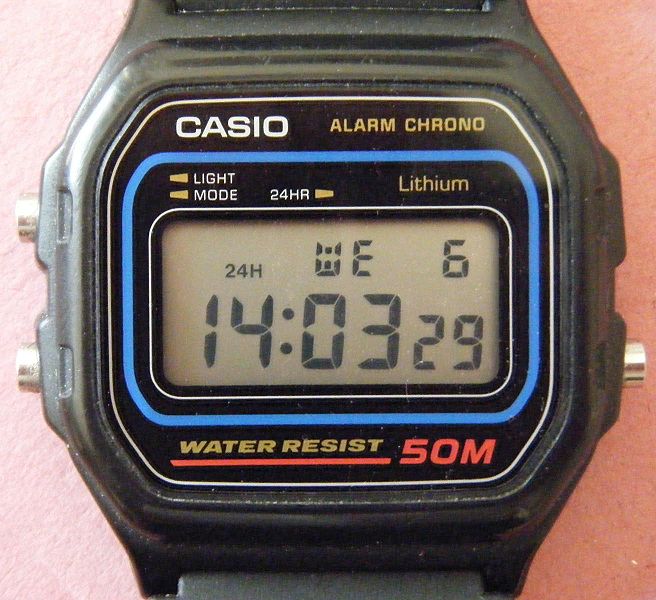 CASIO ALARM CHRONO
LIGHT
MODE 24HR Lithium
24H WE 6
14:03 29
WATER RESIST 50M